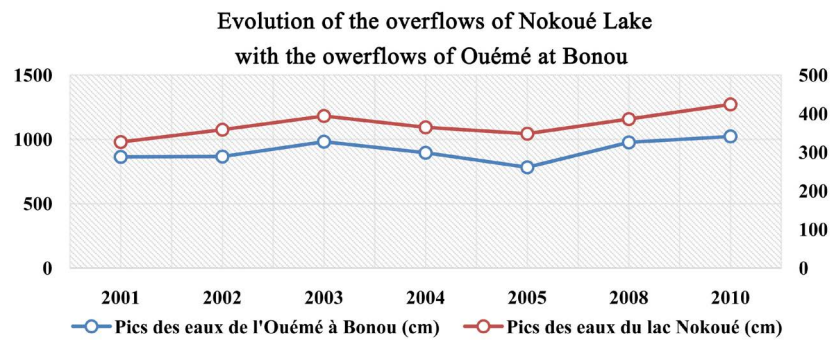 Evolution of the overflows of Nokoué Lake
with the owerflows of Ouémé at Bonou
1500 500
400
1000 300
500 200
100
0 0
2001 2002 2003 2004 2005 2008 2010
Pics des eaux de l'Ouémé à Bonou (cm) Pics des eaux du lac Nokoué (cm)